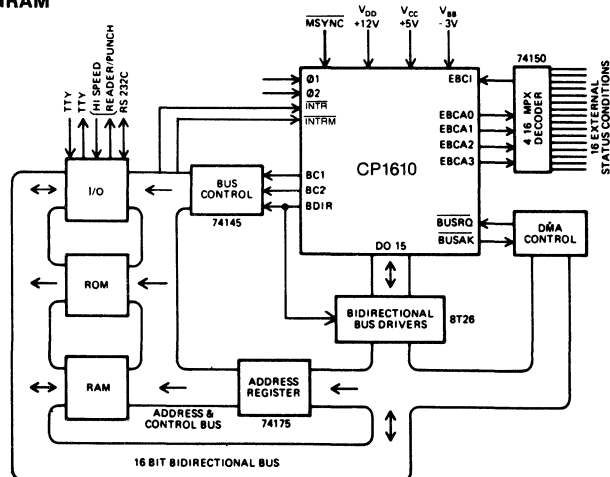 MSYNC
VDD
+12V
VCC
+5V
VBB
-3V
TTY
TTY
HI SPEED
READER/PUNCH
RS 232C
Ø1
Ø2
INTR
INTRM
BC1
BC2
BDIR
CP1610
EBCI
EBCA0
EBCA1
EBCA2
EBCA3
BUSRQ
BUSAK
DO 15
74150
4 16 MPX
DECODER
16 EXTERNAL
STATUS CONDITIONS
I/O
BUS
CONTROL
74145
DMA
CONTROL
ROM
BIDIRECTIONAL
BUS DRIVERS
8T26
RAM
ADDRESS
REGISTER
74175
ADDRESS &
CONTROL BUS
16 BIT BIDIRECTIONAL BUS